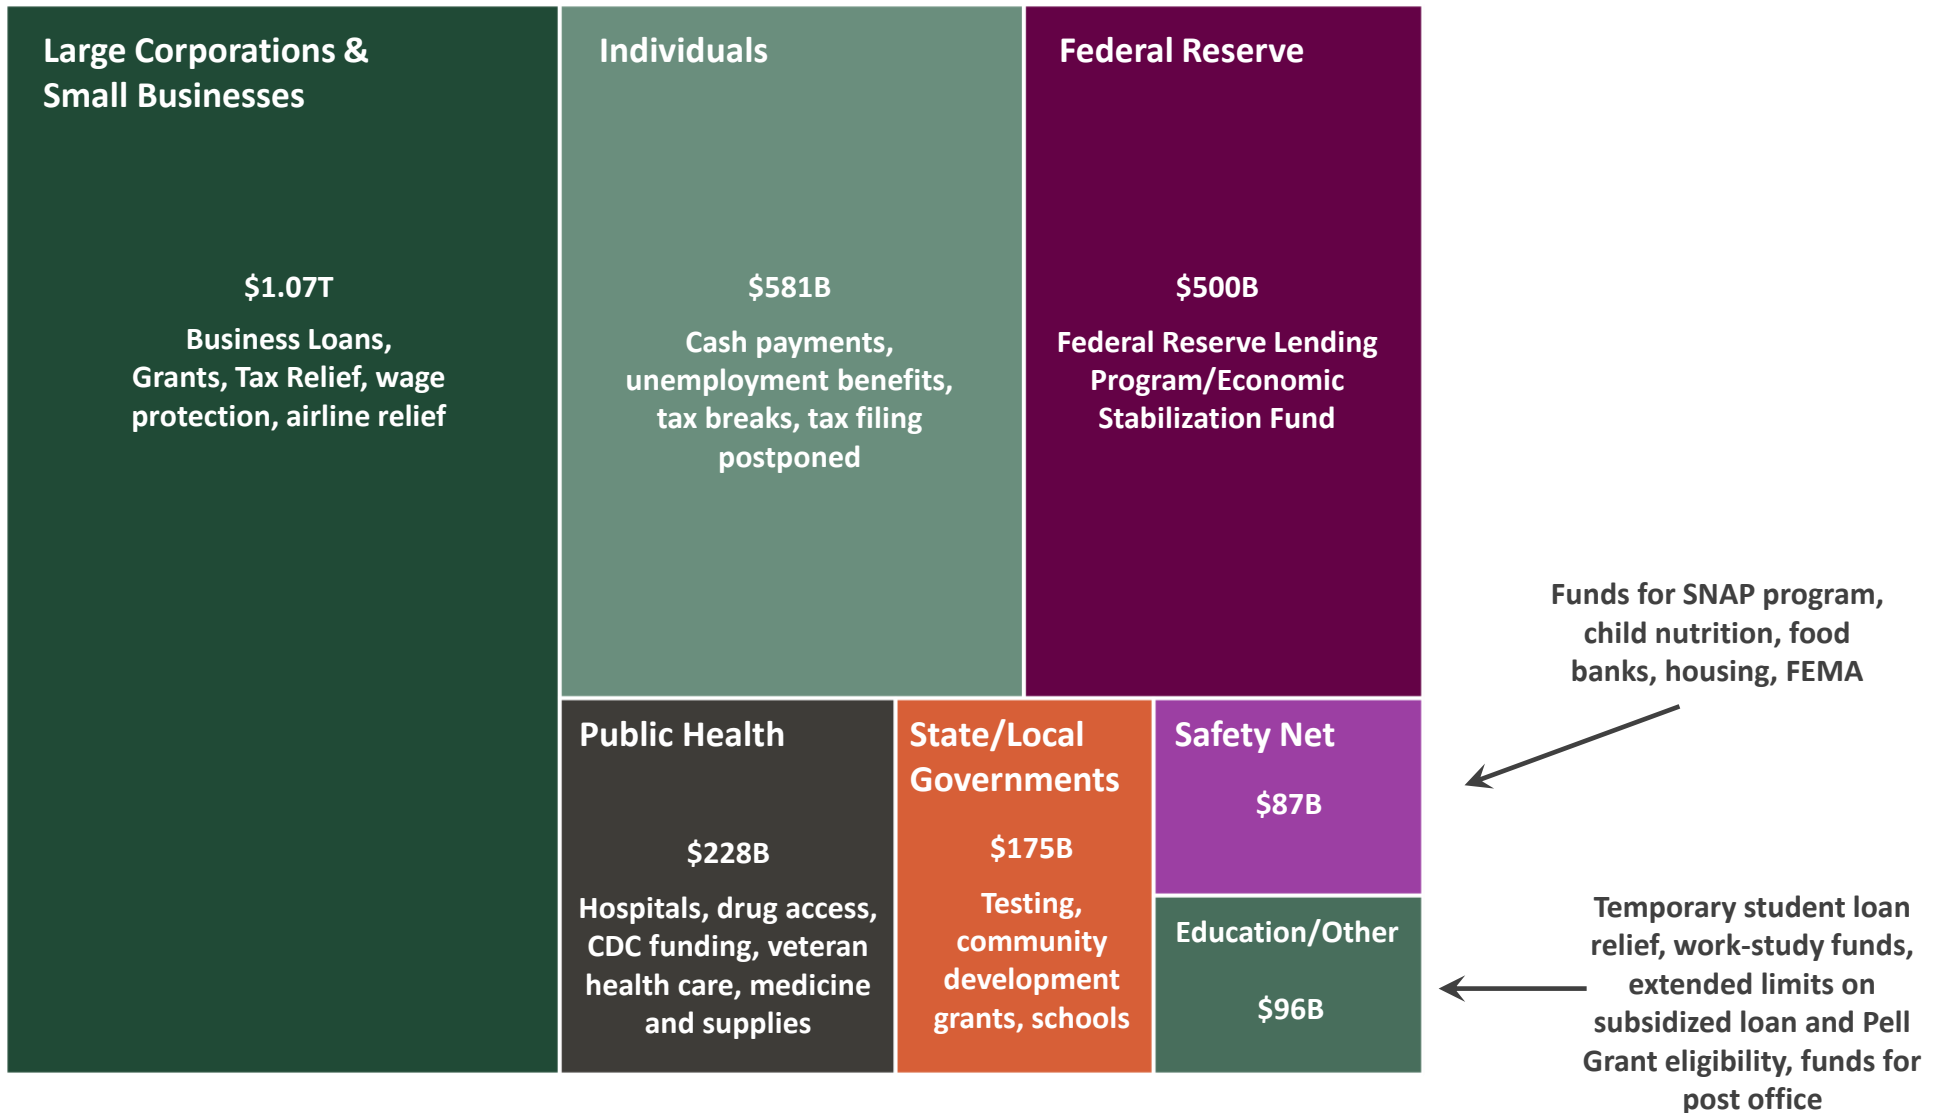 Large Corporations &
Small Businesses
$1.07T
Business Loans,
Grants, Tax Relief, wage
protection, airline relief
Individuals
$581B
Cash payments,
unemployment benefits,
tax breaks, tax filing
postponed
Federal Reserve
$500B
Federal Reserve Lending
Program/Economic
Stabilization Fund
Public Health
$228B
Hospitals, drug access,
CDC funding, veteran
health care, medicine
and supplies
State/Local
Governments
$175B
Testing,
community
development
grants, schools
Safety Net
$87B
Funds for SNAP program,
child nutrition, food
banks, housing, FEMA
Education/Other
$96B
Temporary student loan
relief, work-study funds,
extended limits on
subsidized loan and Pell
Grant eligibility, funds for
post office